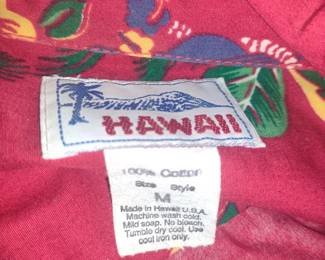 HAWAII
100% Cotton
Size Style
M
Made in Hawaii U.S.A.
Machine wash cold.
Mild soap. No bleach.
Tumble dry cool. Use
cool iron only.